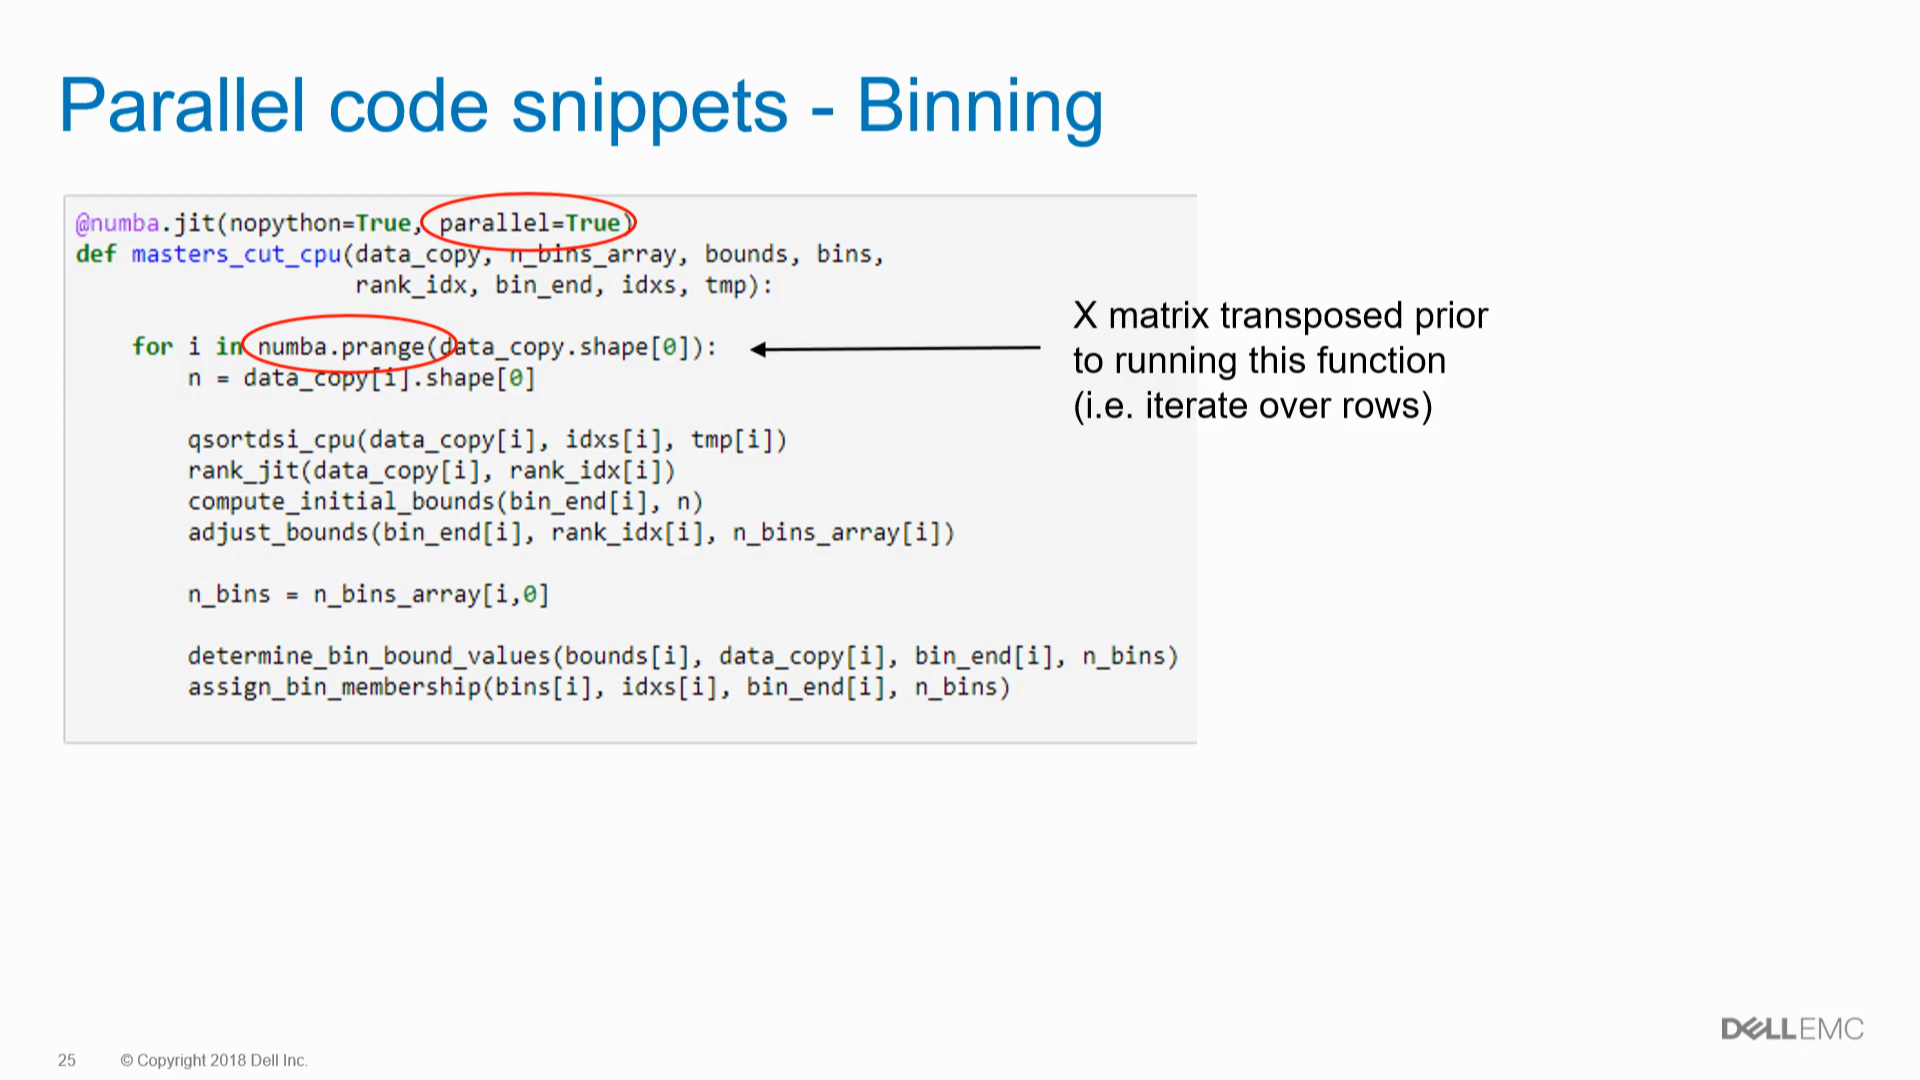 Parallel code snippets - Binning
@numba.jit(nopython=True, parallel=True)
def masters_cut_cpu(data_copy, n_bins_array, bounds, bins,
                    rank_idx, bin_end, idxs, tmp):
    for i in numba.prange(data_copy.shape[0]):
        n = data_copy[i].shape[0]
        qsortdsi_cpu(data_copy[i], idxs[i], tmp[i])
        rank_jit(data_copy[i], rank_idx[i])
        compute_initial_bounds(bin_end[i], n)
        adjust_bounds(bin_end[i], rank_idx[i], n_bins_array[i])
        n_bins = n_bins_array[i,0]
        determine_bin_bound_values(bounds[i], data_copy[i], bin_end[i], n_bins)
        assign_bin_membership(bins[i], idxs[i], bin_end[i], n_bins)
X matrix transposed prior
to running this function
(i.e. iterate over rows)
DELLEMC
25 © Copyright 2018 Dell Inc.